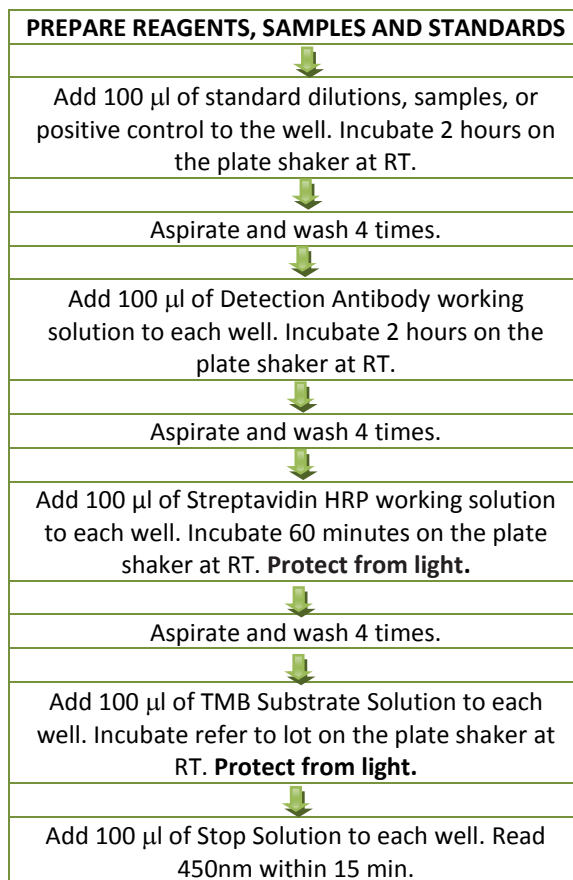 PREPARE REAGENTS, SAMPLES AND STANDARDS
Add 100 μl of standard dilutions, samples, or
positive control to the well. Incubate 2 hours on
the plate shaker at RT.
Aspirate and wash 4 times.
Add 100 μl of Detection Antibody working
solution to each well. Incubate 2 hours on the
plate shaker at RT.
Aspirate and wash 4 times.
Add 100 µl of Streptavidin HRP working solution
to each well. Incubate 60 minutes on the plate
shaker at RT. Protect from light.
Aspirate and wash 4 times.
Add 100 μl of TMB Substrate Solution to each
well. Incubate refer to lot on the plate shaker at
RT. Protect from light.
Add 100 μl of Stop Solution to each well. Read
450nm within 15 min.